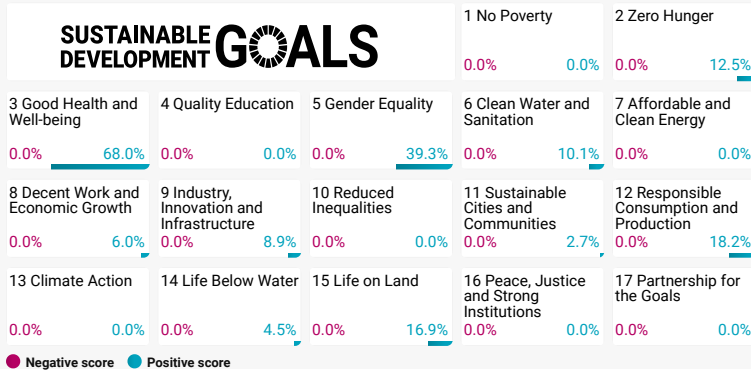 SUSTAINABLE
DEVELOPMENT
GOALS
1 No Poverty
0.0% 0.0%
2 Zero Hunger
0.0% 12.5%
3 Good Health and
Well-being
0.0% 68.0%
4 Quality Education
0.0% 0.0%
5 Gender Equality
0.0% 39.3%
6 Clean Water and
Sanitation
0.0% 10.1%
7 Affordable and
Clean Energy
0.0% 0.0%
8 Decent Work and
Economic Growth
0.0% 6.0%
9 Industry,
Innovation and
Infrastructure
0.0% 8.9%
10 Reduced
Inequalities
0.0% 0.0%
11 Sustainable
Cities and
Communities
0.0% 2.7%
12 Responsible
Consumption and
Production
0.0% 18.2%
13 Climate Action
0.0% 0.0%
14 Life Below Water
0.0% 4.5%
15 Life on Land
0.0% 16.9%
16 Peace, Justice
and Strong
Institutions
0.0% 0.0%
17 Partnership for
the Goals
0.0% 0.0%
Negative score Positive score